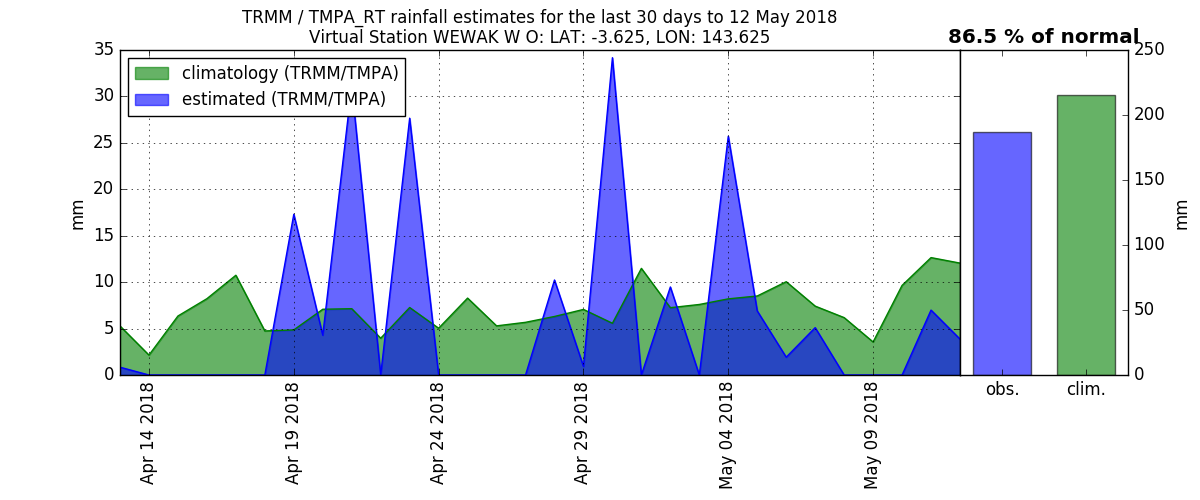 TRMM / TMPA_RT rainfall estimates for the last 30 days to 12 May 2018
Virtual Station WEWAK W O: LAT: -3.625, LON: 143.625
86.5 % of normal
climatology (TRMM/TMPA)
estimated (TRMM/TMPA)
35
30
25
20
15
10
5
0
mm
Apr 14 2018
Apr 19 2018
Apr 24 2018
Apr 29 2018
May 04 2018
May 09 2018
obs.
clim.
250
200
150
100
50
0
mm